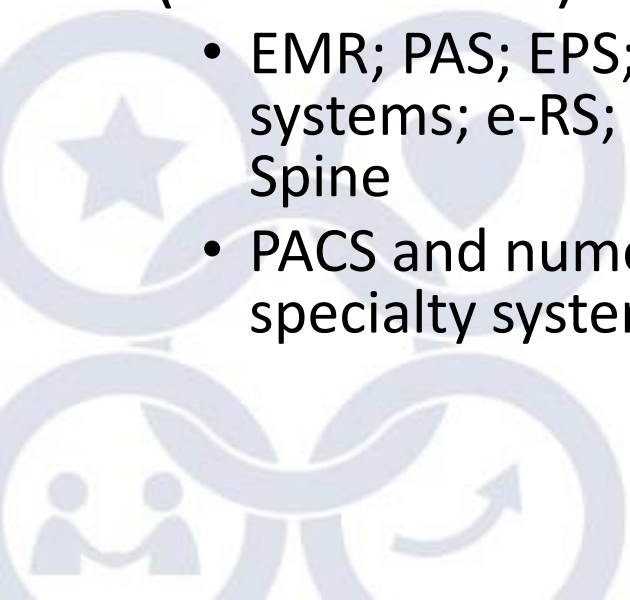 • EMR; PAS; EPS;
systems; e-RS;
Spine
• PACS and
specialty